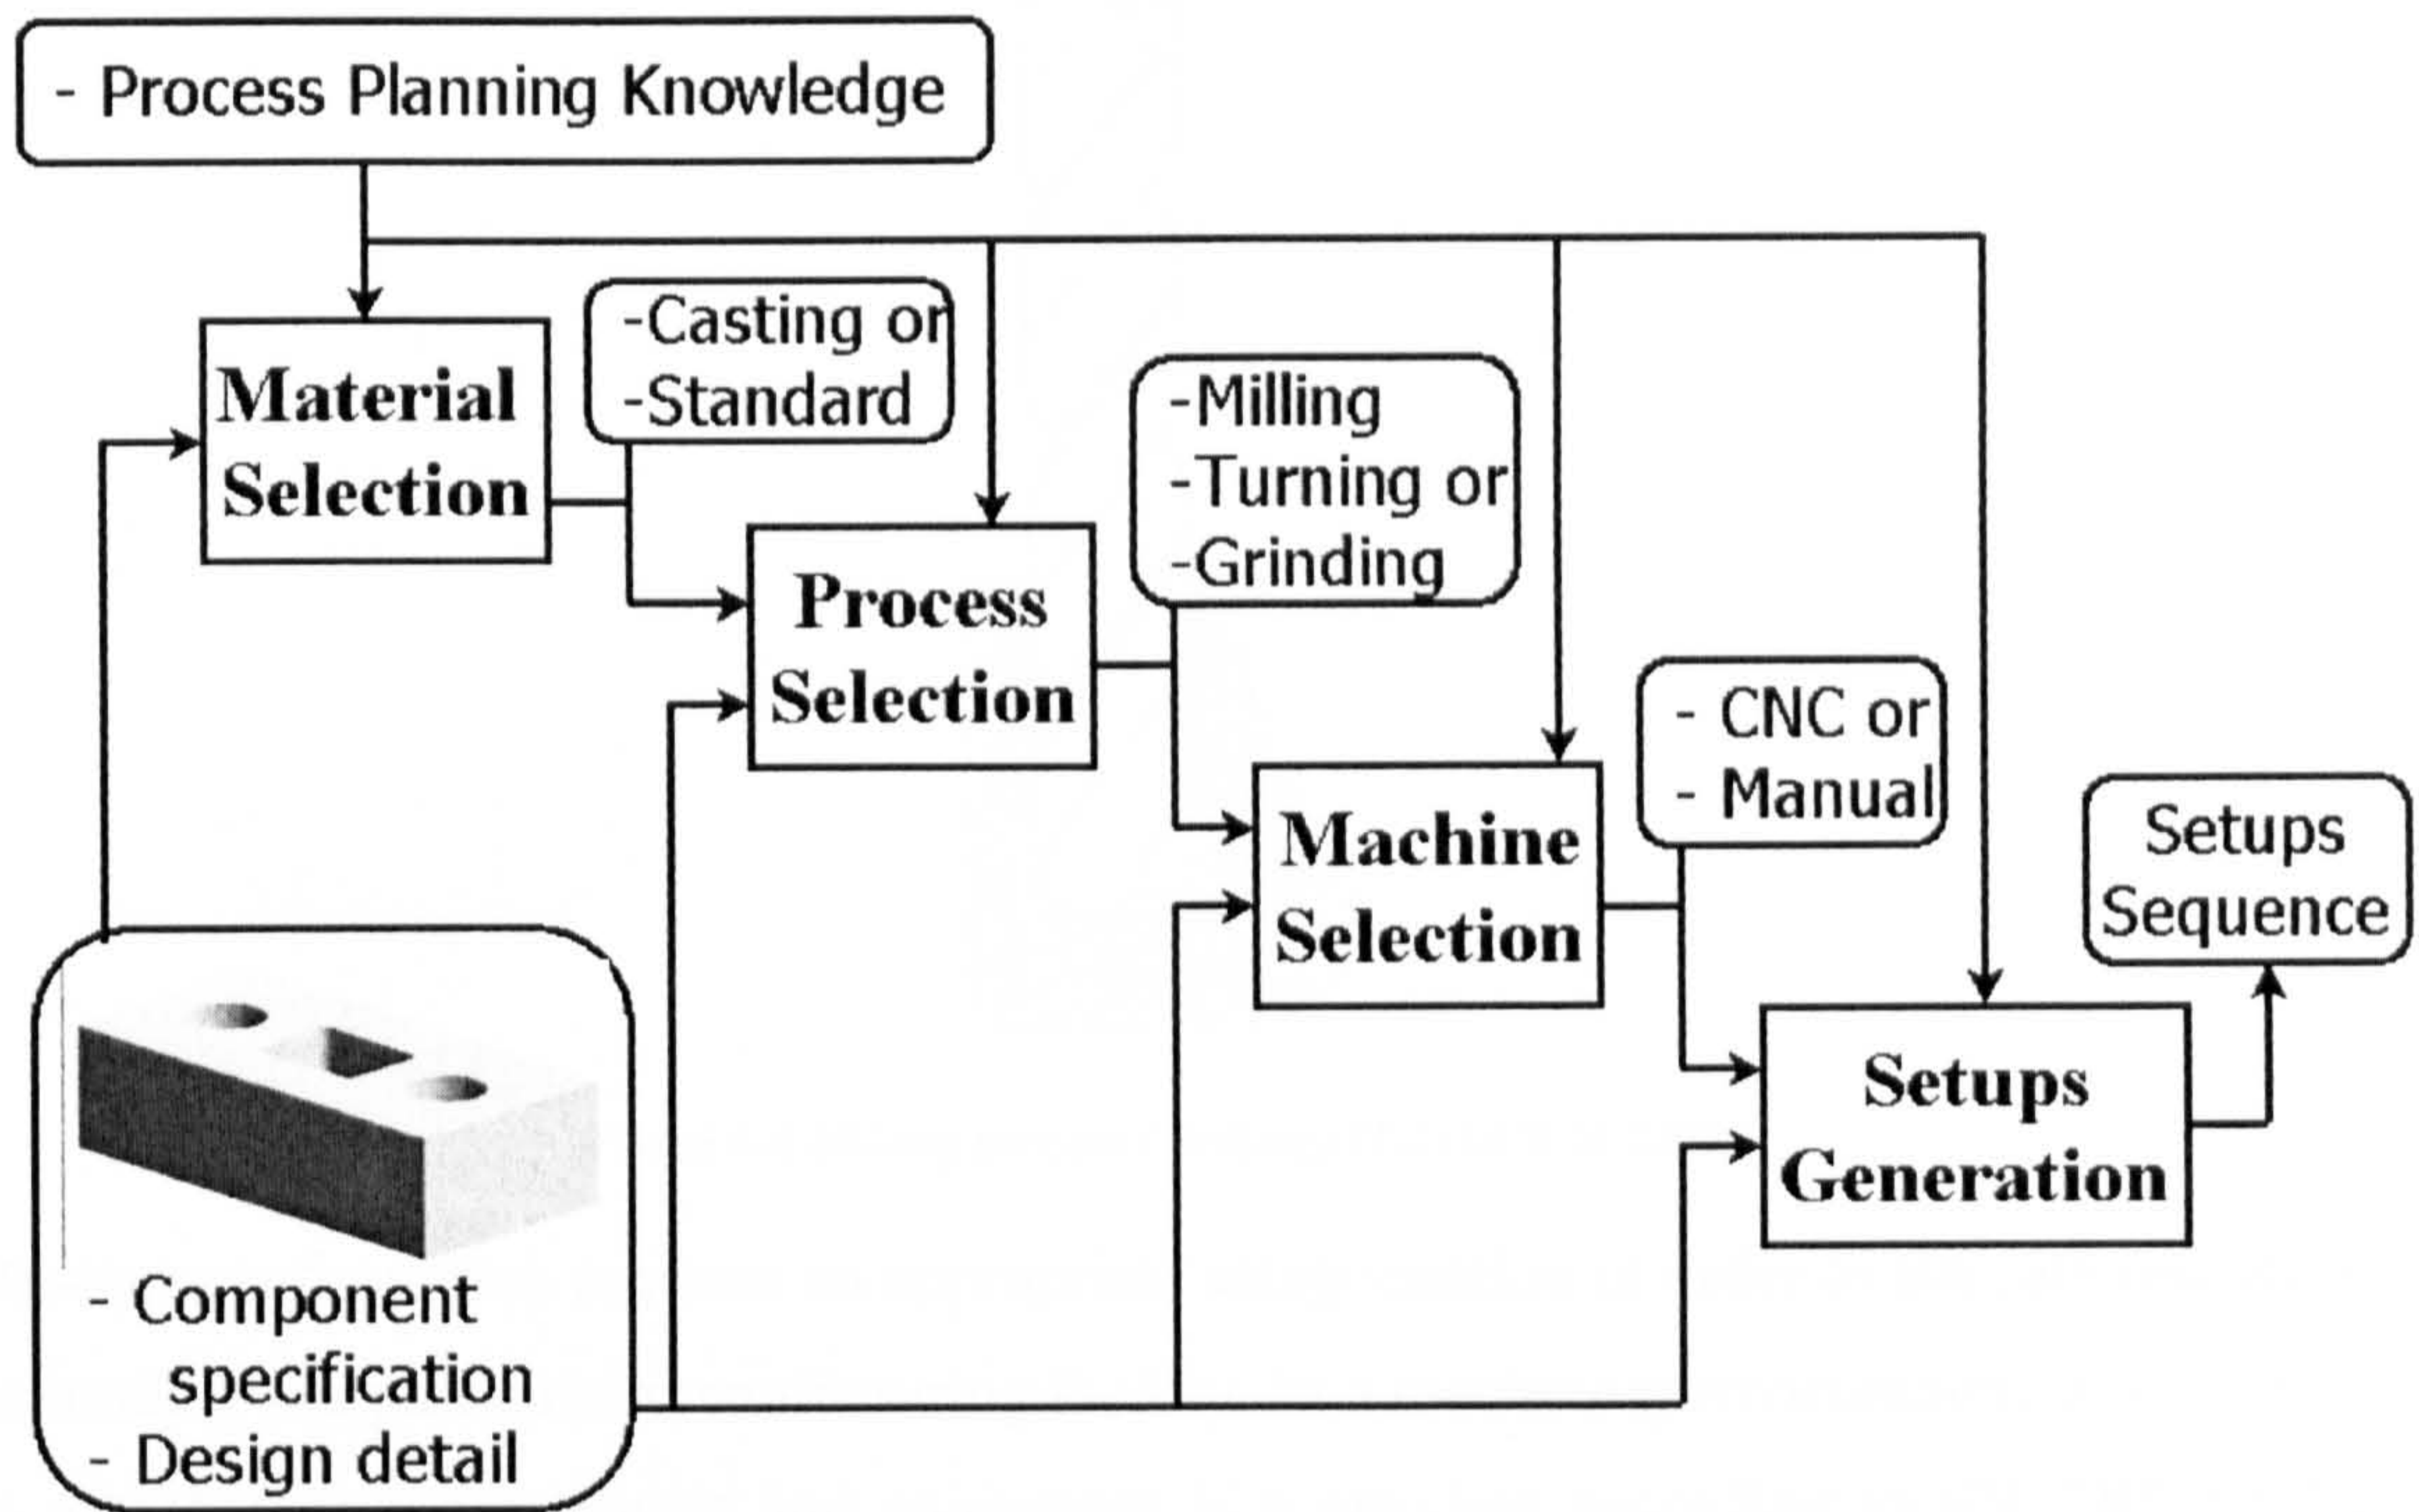 - Process Planning Knowledge
Material
Selection
-Casting or
-Standard
Process
Selection
-Milling
-Turning or
-Grinding
Machine
Selection
- CNC or
- Manual
Setups
Generation
Setups
Sequence
- Component
specification
- Design detail